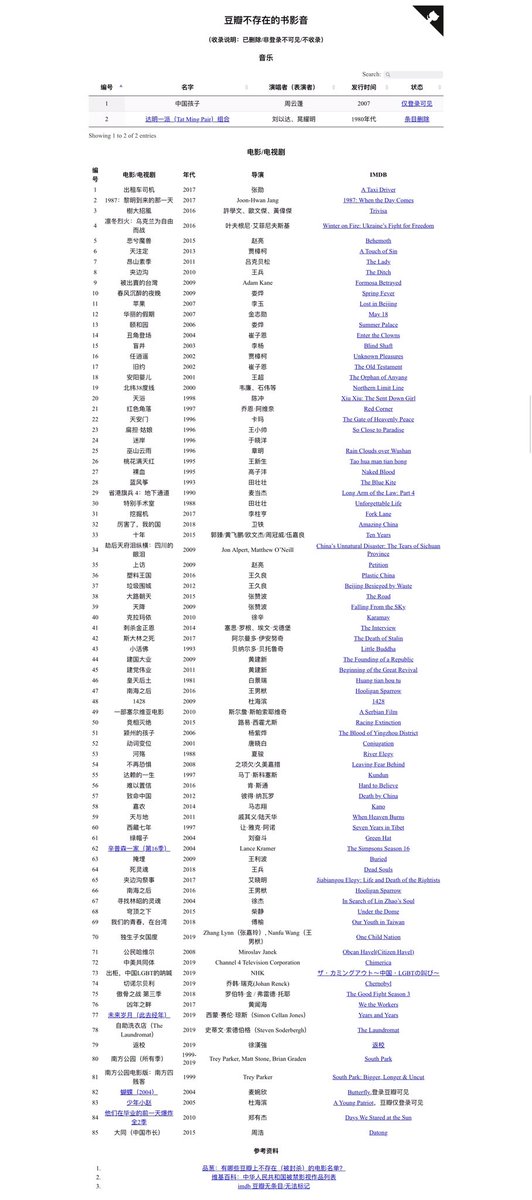 豆瓣不存在的书影音
(收录说明：已删除/非登录不可见/不收录)
音乐
Search:
编号 名字 演唱者（表演者） 发行时间 状态
1 中国孩子 周云蓬 2007 仅登录可见
2 达明一派（Tat Ming Pair）组合 刘以达、黄耀明 1980年代 条目删除
Showing 1 to 2 of 2 entries
电影/电视剧
编号 电影/电视剧 年代 导演 IMDB
1 出租车司机 2017 张勋 A Taxi Driver
2 1987：黎明到来的那一天 2017 Joon-Hwan Jang 1987: When the Day Comes
3 樹大招風 2016 許學文、歐文傑、黃偉傑 Trivisa
4 凛冬烈火：乌克兰为自由而战 2016 叶夫根尼·艾菲尼夫斯基 Winter on Fire: Ukraine's Fight for Freedom
5 悲兮魔兽 2015 赵亮 Behemoth
6 天注定 2013 贾樟柯 A Touch of Sin
7 昂山素季 2011 吕克贝松 The Lady
8 夹边沟 2010 王兵 The Ditch
9 被出賣的台灣 2009 Adam Kane Formosa Betrayed
10 春风沉醉的夜晚 2009 娄烨 Spring Fever
11 苹果 2007 李玉 Lost in Beijing
12 华丽的假期 2007 金志勋 May 18
13 颐和园 2006 娄烨 Summer Palace
14 丑角登场 2004 崔子恩 Enter the Clowns
15 盲井 2003 李杨 Blind Shaft
16 任逍遥 2002 贾樟柯 Unknown Pleasures
17 旧约 2002 崔子恩 The Old Testament
18 安阳婴儿 2001 王超 The Orphan of Anyang
19 北纬38度线 2000 韦廉、石伟等 Northern Limit Line
20 天浴 1998 陈冲 Xiu Xiu: The Sent Down Girl
21 红色角落 1997 乔恩·阿维奈 Red Corner
22 天安门 1996 卡玛 The Gate of Heavenly Peace
23 扁担·姑娘 1996 王小帅 So Close to Paradise
24 迷岸 1996 于晓洋
25 巫山云雨 1996 章明 Rain Clouds over Wushan
26 桃花满天红 1995 王新生 Tao hua man tian hong
27 裸血 1995 高子沣 Naked Blood
28 蓝风筝 1993 田壮壮 The Blue Kite
29 省港旗兵 4：地下通道 1990 麦当杰 Long Arm of the Law: Part 4
30 特别手术室 1988 田壮壮 Unforgettable Life
31 挖掘机 2017 李柱亨 Fork Lane
32 厉害了，我的国 2018 卫铁 Amazing China
33 十年 2015 郭臻/黄飞鹏/欧文杰/周冠威/伍嘉良 Ten Years
34 劫后天府泪纵横：四川的眼泪 2009 Jon Alpert, Matthew O'Neill China's Unnatural Disaster: The Tears of Sichuan Province
35 上访 2009 赵亮 Petition
36 塑料王国 2016 王久良 Plastic China
37 垃圾围城 2012 王久良 Beijing Besieged by Waste
38 大路朝天 2015 张赞波 The Road
39 天降 2009 张赞波 Falling From the SKy
40 克拉玛依 2010 徐辛 Karamay
41 刺杀金正恩 2014 塞思·罗根、埃文·戈德堡 The Interview
42 斯大林之死 2017 阿尔曼多·伊安努奇 The Death of Stalin
43 小活佛 1993 贝纳尔多·贝托鲁奇 Little Buddha
44 建国大业 2009 黄建新 The Founding of a Republic
45 建党伟业 2011 黄建新 Beginning of the Great Revival
46 皇天后土 1981 白景瑞 Huang tian hou tu
47 南海之后 2016 王男栿 Hooligan Sparrow
48 1428 2009 杜海滨 1428
49 一部塞尔维亚电影 2010 斯尔詹·斯帕索耶维奇 A Serbian Film
50 竞相灭绝 2015 路易·西霍尤斯 Racing Extinction
51 颍州的孩子 2006 杨紫烨 The Blood of Yingzhou District
52 动词变位 2001 唐晓白 Conjugation
53 河殇 1988 夏骏 River Elegy
54 不再恐惧 2008 之项欠/久美嘉措 Leaving Fear Behind
55 达赖的一生 1997 马丁·斯科塞斯 Kundun
56 难以置信 2016 肯·斯通 Hard to Believe
57 致命中国 2012 彼得·纳瓦罗 Death by China
58 嘉农 2014 马志翔 Kano
59 天与地 2011 戚其义/陆天华 When Heaven Burns
60 西藏七年 1997 让·雅克·阿诺 Seven Years in Tibet
61 绿帽子 2004 刘奋斗 Green Hat
62 辛普森一家（第16季） 2004 Lance Kramer The Simpsons Season 16
63 掩埋 2009 王利波 Buried
64 死灵魂 2018 王兵 Dead Souls
65 夹边沟祭事 2017 艾晓明 Jiabiangou Elegy: Life and Death of the Rightists
66 南海之后 2016 王男栿 Hooligan Sparrow
67 寻找林昭的灵魂 2004 徐杰 In Search of Lin Zhao's Soul
68 穹顶之下 2015 柴静 Under the Dome
69 我们的青春，在台湾 2018 傅榆 Our Youth in Taiwan
70 独生子女国度 2019 Zhang Lynn（张嘉玲）, Nanfu Wang（王男栿） One Child Nation
71 公民哈维尔 2008 Miroslav Janek Obcan Havel(Citizen Havel)
72 中美共同体 2019 Channel 4 Television Corporation Chimerica
73 出柜，中国LGBT的呐喊 2019 NHK ザ・カミングアウト〜中国・LGBTの叫び〜
74 切诺尔贝利 2019 乔韩·瑞克(Johan Renck) Chernobyl
75 傲骨之战 第三季 2018 罗伯特·金 / 弗雷德·托耶 The Good Fight Season 3
76 凶年之畔 2017 黄闻海 We the Workers
77 未来岁月（此去经年） 2019 西蒙·赛伦·琼斯（Simon Cellan Jones） Years and Years
78 自助洗衣店（The Laundromat） 2019 史蒂文·索德伯格（Steven Soderbergh） The Laundromat
79 返校 2019 徐漢強 返校
80 南方公园（所有季） 1999-2019 Trey Parker, Matt Stone, Brian Graden South Park
81 南方公园电影版：南方四贱客 1999 Trey Parker South Park: Bigger, Longer & Uncut
82 蝴蝶（2004） 2004 麦婉欣 Butterfly,登录豆瓣可见
83 少年小赵 2005 杜海滨 A Young Patriot，豆瓣仅登录可见
84 他们在毕业的前一天爆炸 全2季 2010 郑有杰 Days We Stared at the Sun
85 大同（中国市长） 2015 周浩 Datong
参考资料
1. 品葱：有哪些豆瓣上不存在（被封杀）的电影名单？
2. 维基百科：中华人民共和国被禁影视作品列表
3. imdb 豆瓣无条目/无法标记